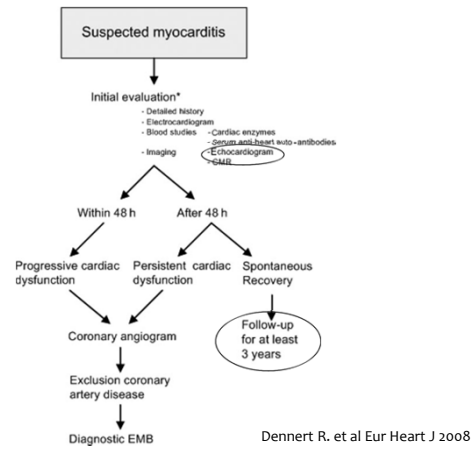 Suspected myocarditis
Initial evaluation*
- Detailed history
- Electrocardiogram
- Blood studies - Cardiac enzymes
- Serum anti-heart auto-antibodies
- Imaging - Echocardiogram
- CMR
Within 48 h After 48 h
Progressive cardiac dysfunction
Persistent cardiac dysfunction
Spontaneous Recovery
Coronary angiogram
Follow-up
for at least
3 years
Exclusion coronary
artery disease
Diagnostic EMB
Dennert R. et al Eur Heart J 2008